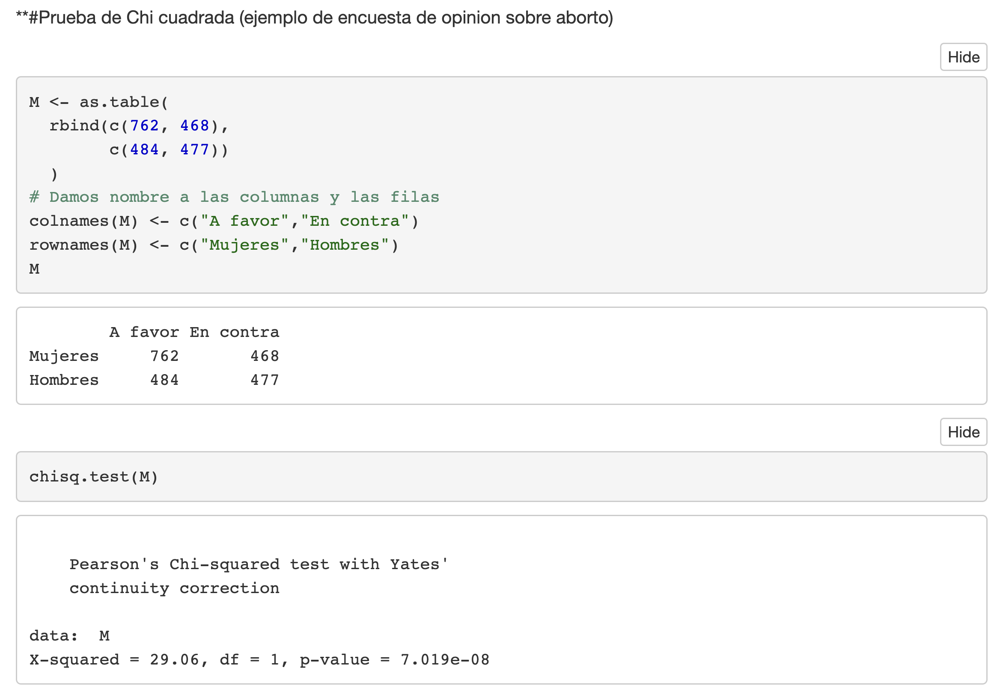 **#Prueba de Chi cuadrada (ejemplo de encuesta de opinion sobre aborto)
Hide
M <- as.table(
  rbind(c(762, 468),
        c(484, 477))
  )
# Damos nombre a las columnas y las filas
colnames(M) <- c("A favor","En contra")
rownames(M) <- c("Mujeres","Hombres")
M
        A favor En contra
Mujeres     762       468
Hombres     484       477
Hide
chisq.test(M)
    Pearson's Chi-squared test with Yates'
    continuity correction
data:  M
X-squared = 29.06, df = 1, p-value = 7.019e-08